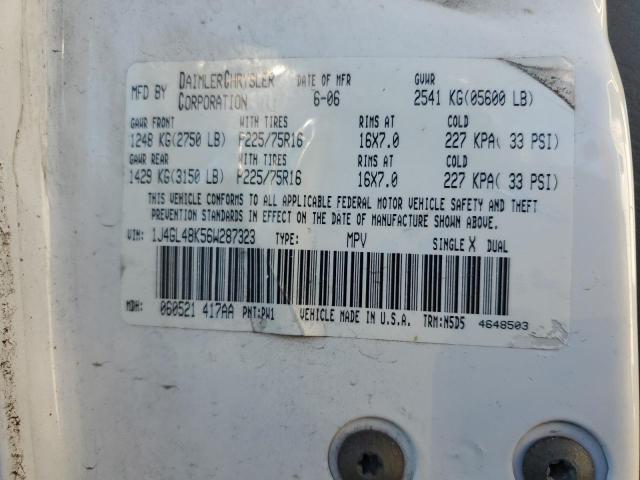 MFD BY DAIMLERCHRYSLER CORPORATION DATE OF MFR 6-06 GVWR 2541 KG(05600 LB)
GAWR FRONT WITH TIRES RIMS AT COLD
1248 KG(2750 LB) P225/75R16 16X7.0 227 KPA( 33 PSI)
GAWR REAR WITH TIRES RIMS AT COLD
1429 KG(3150 LB) P225/75R16 16X7.0 227 KPA( 33 PSI)
THIS VEHICLE CONFORMS TO ALL APPLICABLE FEDERAL MOTOR VEHICLE SAFETY AND THEFT
PREVENTION STANDARDS IN EFFECT ON THE DATE OF MANUFACTURE SHOWN ABOVE.
VIN: 1J4GL48K56W287323 TYPE: MPV SINGLE X DUAL
MDH: 060521 417AA PNT:PW1 VEHICLE MADE IN U.S.A. TRM:N5D5 4648503